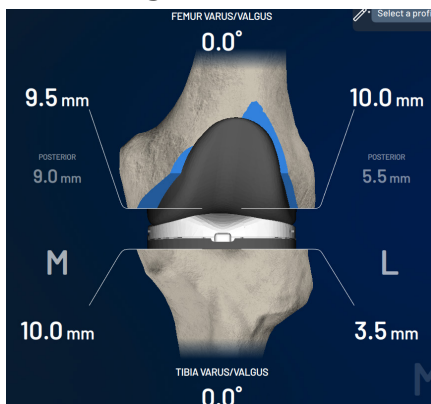 FEMUR VARUS/VALGUS
Select a profi
0.0°
9.5 mm
10.0 mm
POSTERIOR
9.0 mm
POSTERIOR
5.5 mm
M
L
10.0 mm
3.5 mm
TIBIA VARUS/VALGUS
0.0°
M